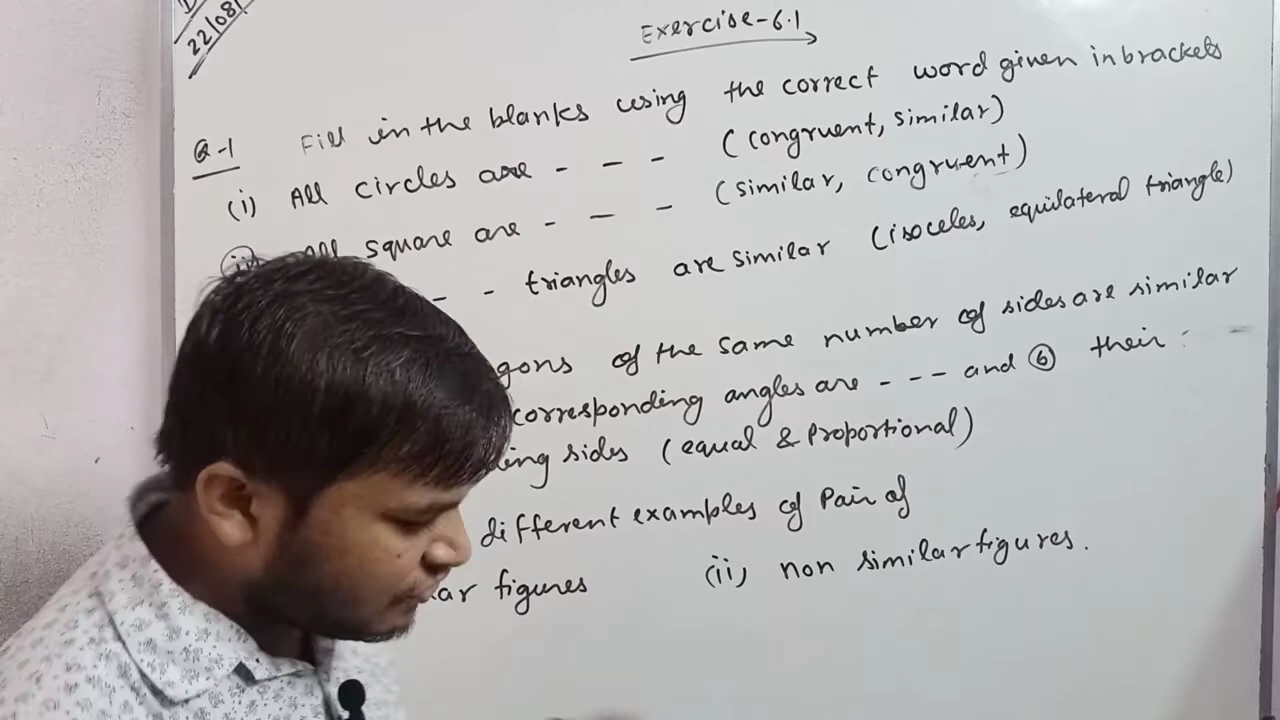 22/08/
Exercise-6.1
Q-1 Fill in the blanks using the correct word given in brackets
(i) All circles are - - - (congruent, similar)
(ii) All square are - - - (similar, congruent)
- - triangles are similar (isoceles, equilateral triangle)
gons of the same number of sides are similar
corresponding angles are - - - and ⓑ their
ding sides (equal & proportional)
different examples of Pair of
lar figures (ii) non similar figures.